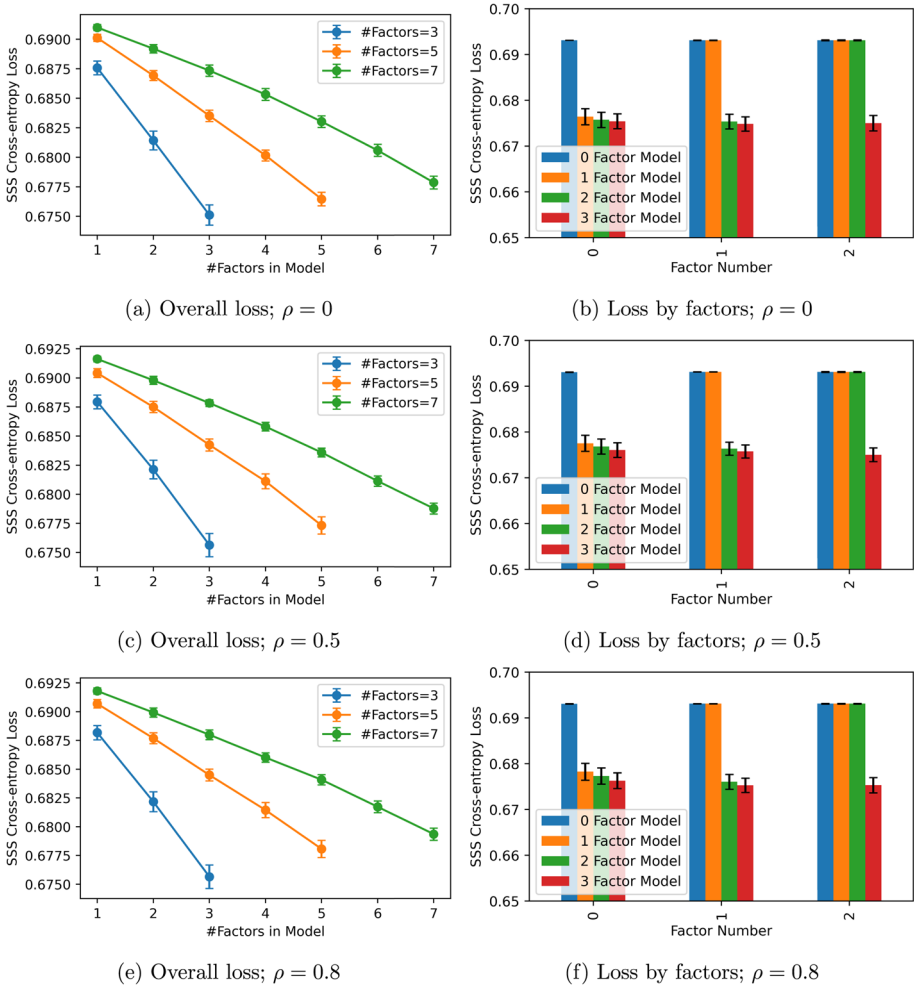 SSS Cross-entropy Loss
0.6900
0.6875
0.6850
0.6825
0.6800
0.6775
0.6750
#Factors=3
#Factors=5
#Factors=7
1 2 3 4 5 6 7
#Factors in Model
(a) Overall loss; ρ = 0
SSS Cross-entropy Loss
0.70
0.69
0.68
0.67
0.66
0.65
0 Factor Model
1 Factor Model
2 Factor Model
3 Factor Model
0 1 2
Factor Number
(b) Loss by factors; ρ = 0
SSS Cross-entropy Loss
0.6925
0.6900
0.6875
0.6850
0.6825
0.6800
0.6775
0.6750
#Factors=3
#Factors=5
#Factors=7
1 2 3 4 5 6 7
#Factors in Model
(c) Overall loss; ρ = 0.5
SSS Cross-entropy Loss
0.70
0.69
0.68
0.67
0.66
0.65
0 Factor Model
1 Factor Model
2 Factor Model
3 Factor Model
0 1 2
Factor Number
(d) Loss by factors; ρ = 0.5
SSS Cross-entropy Loss
0.6925
0.6900
0.6875
0.6850
0.6825
0.6800
0.6775
0.6750
#Factors=3
#Factors=5
#Factors=7
1 2 3 4 5 6 7
#Factors in Model
(e) Overall loss; ρ = 0.8
SSS Cross-entropy Loss
0.70
0.69
0.68
0.67
0.66
0.65
0 Factor Model
1 Factor Model
2 Factor Model
3 Factor Model
0 1 2
Factor Number
(f) Loss by factors; ρ = 0.8